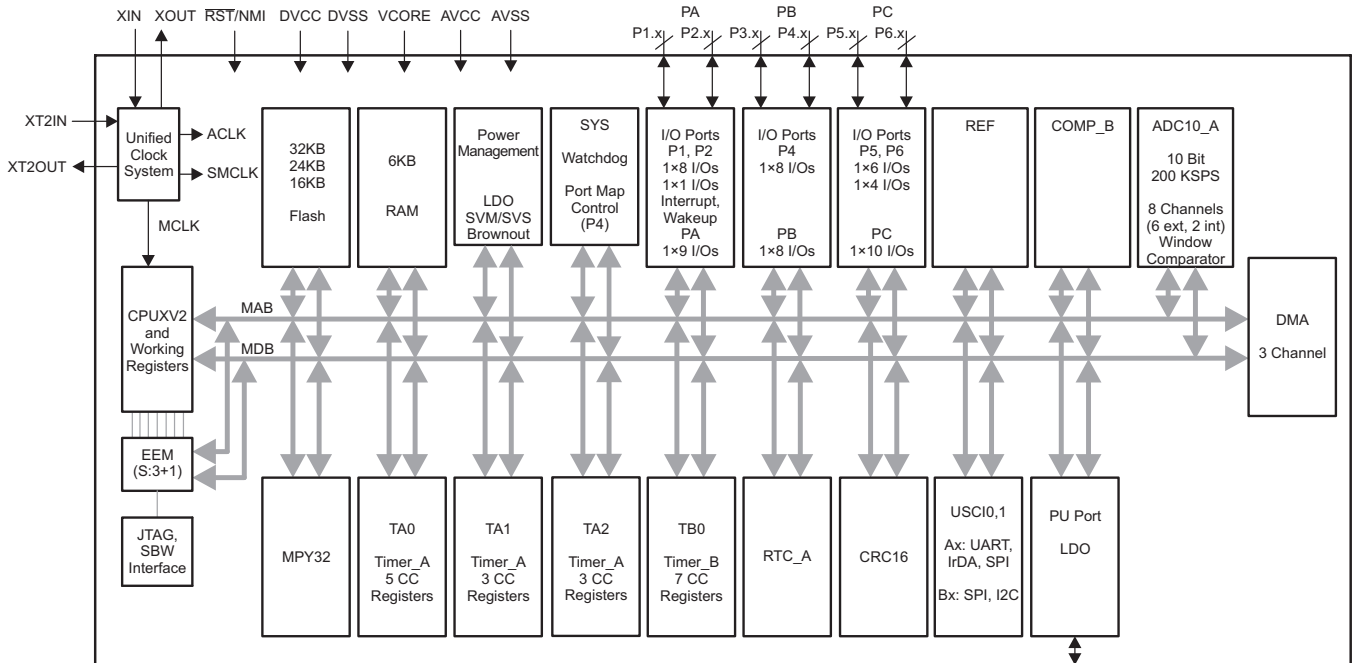 XIN XOUT RST/NMI DVCC DVSS VCORE AVCC AVSS
PA PB PC
P1.x P2.x P3.x P4.x P5.x P6.x
XT2IN
XT2OUT
Unified
Clock
System
ACLK
SMCLK
MCLK
32KB
24KB
16KB
Flash
6KB
RAM
Power
Management
LDO
SVM/SVS
Brownout
SYS
Watchdog
Port Map
Control
(P4)
I/O Ports
P1, P2
1×8 I/Os
1×1 I/Os
Interrupt,
Wakeup
PA
1×9 I/Os
I/O Ports
P4
1×8 I/Os
PB
1×8 I/Os
I/O Ports
P5, P6
1×6 I/Os
1×4 I/Os
PC
1×10 I/Os
REF
COMP_B
ADC10_A
10 Bit
200 KSPS
8 Channels
(6 ext, 2 int)
Window
Comparator
CPUXV2
and
Working
Registers
MAB
MDB
DMA
3 Channel
EEM
(S:3+1)
JTAG,
SBW
Interface
MPY32
TA0
Timer_A
5 CC
Registers
TA1
Timer_A
3 CC
Registers
TA2
Timer_A
3 CC
Registers
TB0
Timer_B
7 CC
Registers
RTC_A
CRC16
USCI0,1
Ax: UART,
IrDA, SPI
Bx: SPI, I2C
PU Port
LDO